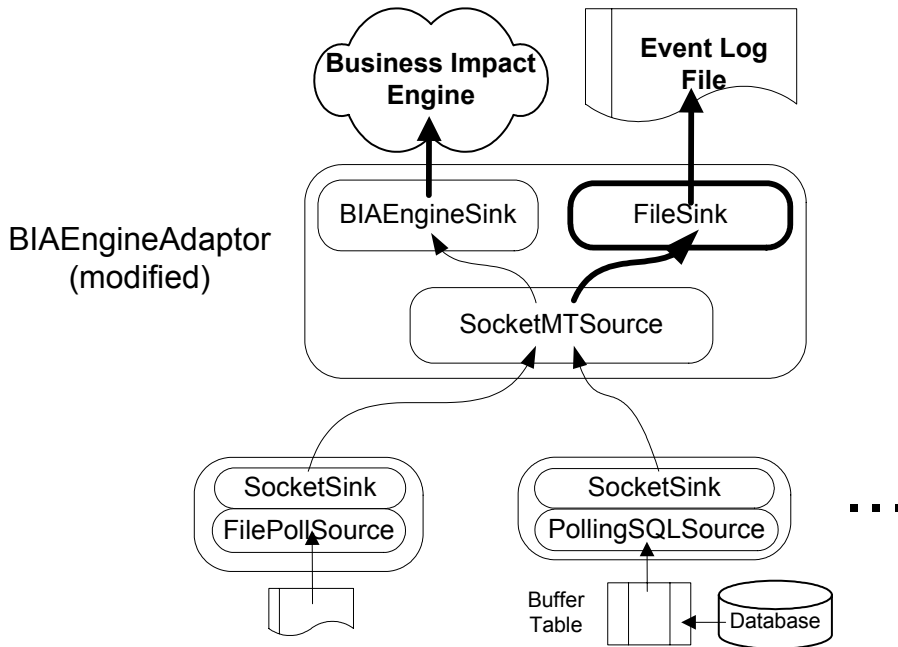 Business Impact
Engine
Event Log
File
BIAEngineAdaptor
(modified)
BIAEngineSink
FileSink
SocketMTSource
SocketSink
FilePollSource
SocketSink
PollingSQLSource
Buffer
Table
Database